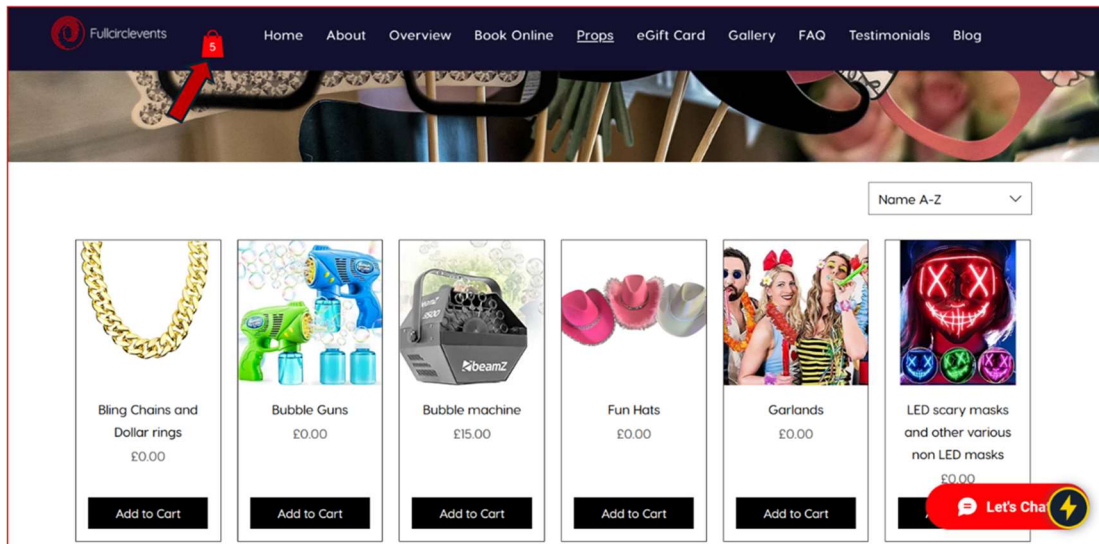 Fullcirclevents
5
Home About Overview Book Online Props eGift Card Gallery FAQ Testimonials Blog
Name A-Z
Bling Chains and
Dollar rings
£0.00
Add to Cart
Bubble Guns
£0.00
Add to Cart
beamZ
Bubble machine
£15.00
Add to Cart
Fun Hats
£0.00
Add to Cart
Garlands
£0.00
Add to Cart
LED scary masks
and other various
non LED masks
£0.00
Let's Chat